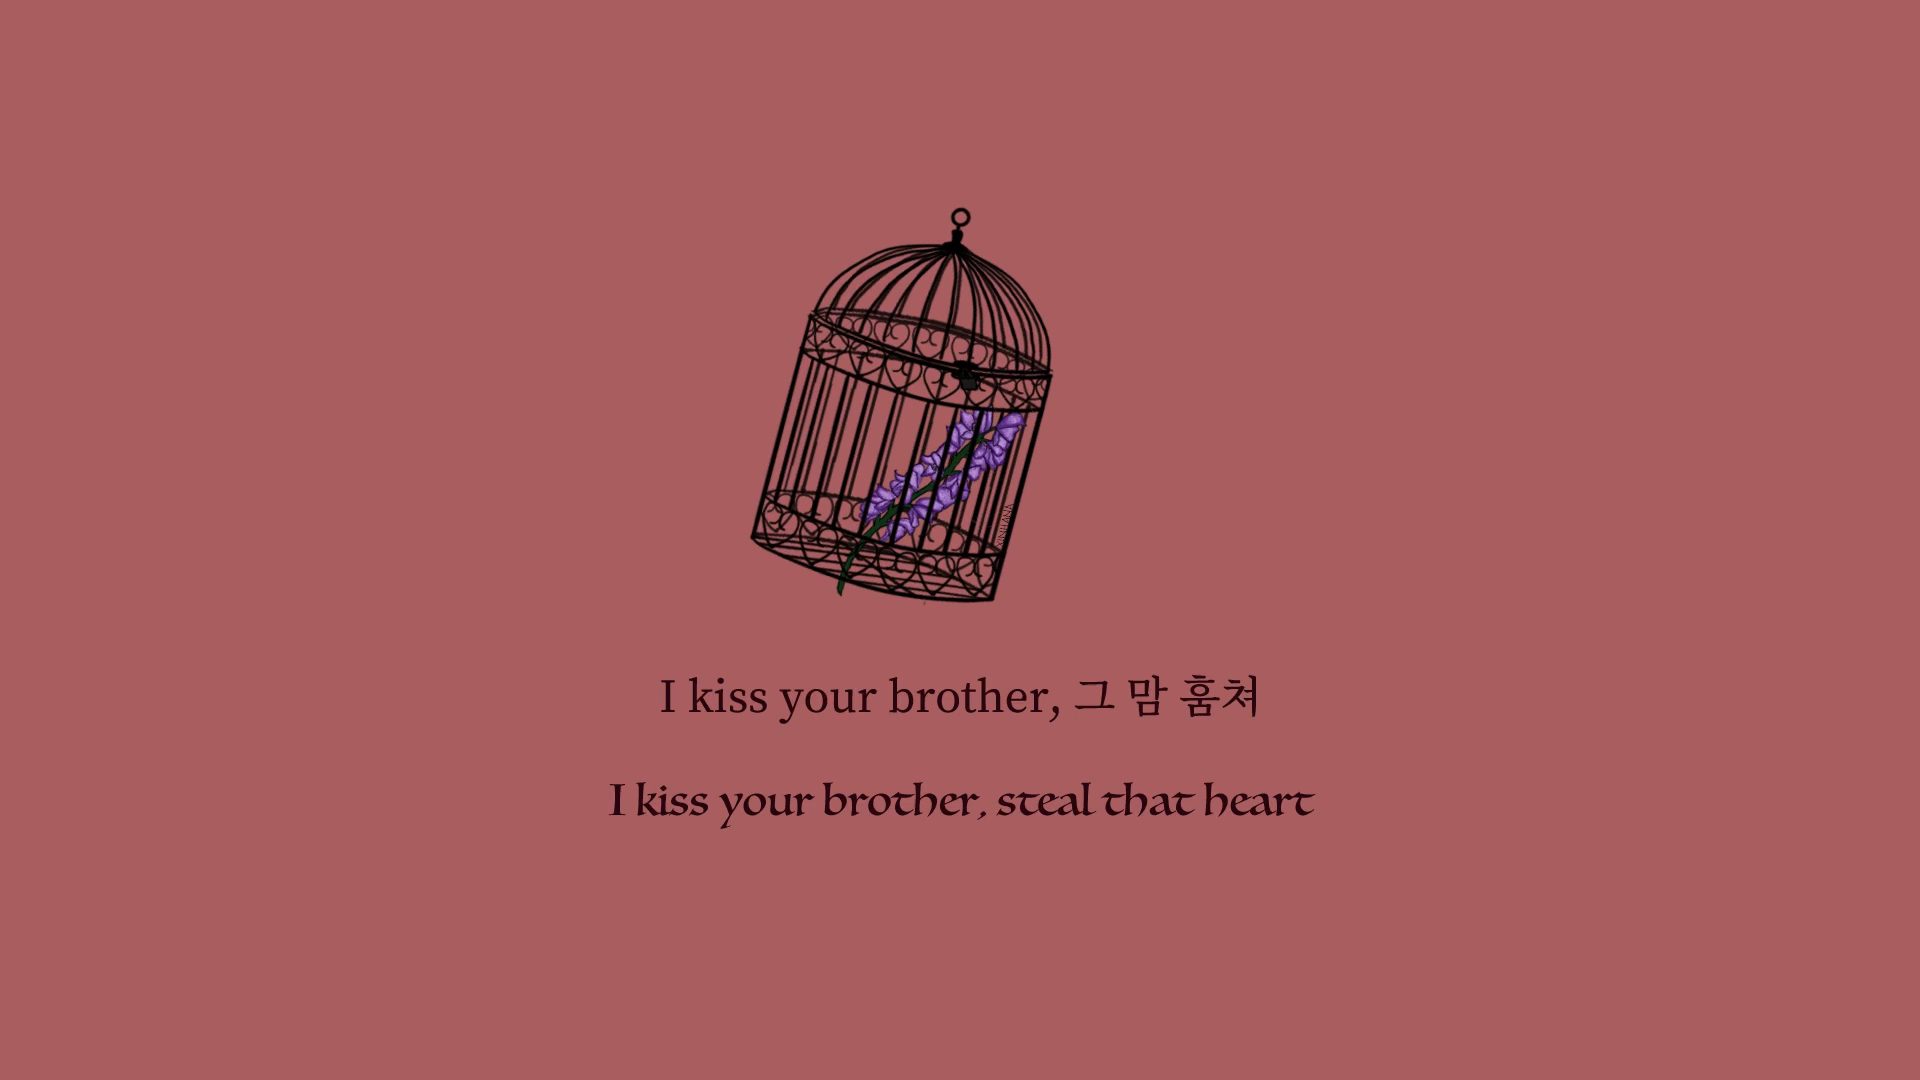 I kiss your brother, 그 맘 훔쳐
I kiss your brother, steal that heart